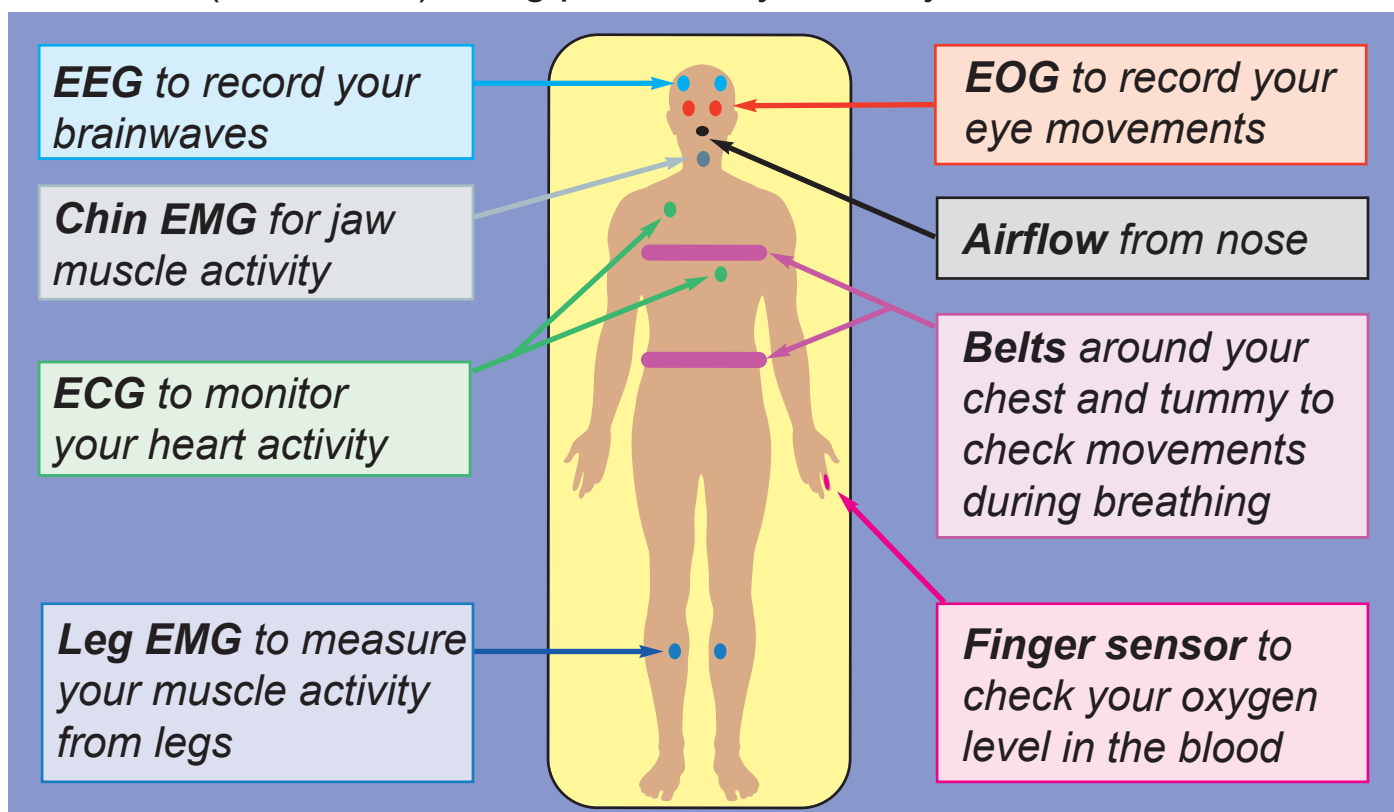 EEG to record your
brainwaves
Chin EMG for jaw
muscle activity
ECG to monitor
your heart activity
Leg EMG to measure
your muscle activity
from legs
EOG to record your
eye movements
Airflow from nose
Belts around your
chest and tummy to
check movements
during breathing
Finger sensor to
check your oxygen
level in the blood